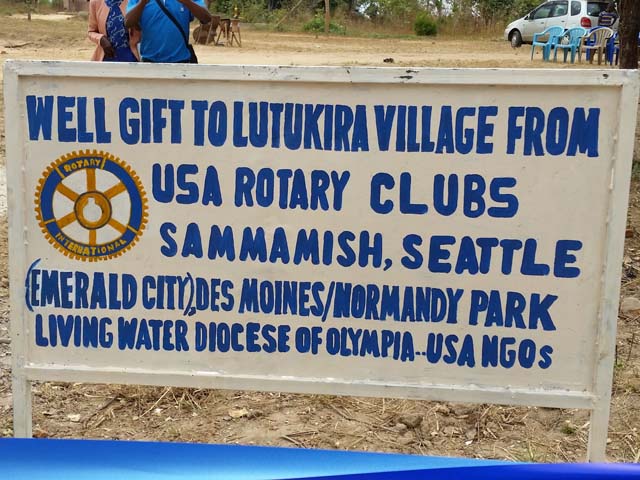 WELL GIFT TO LUTUKIRA VILLAGE FROM
ROTARY
INTERNATIONAL
USA ROTARY CLUBS
SAMMAMISH, SEATTLE
(EMERALD CITY), DES MOINES/NORMANDY PARK
LIVING WATER DIOCESE OF OLYMPIA--USA NGOs